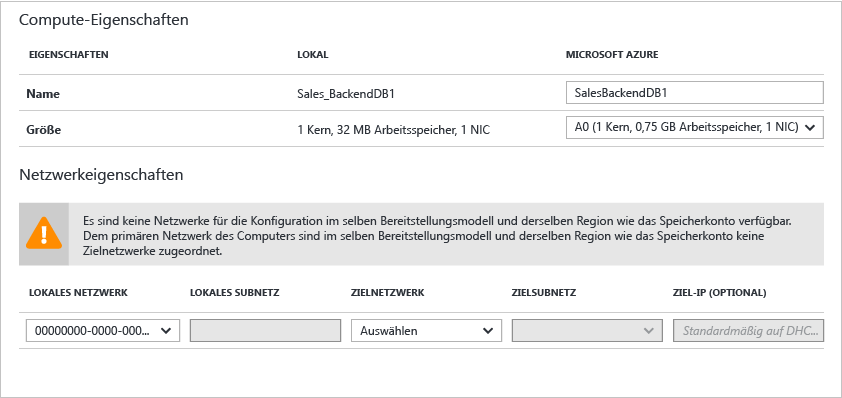 Compute-Eigenschaften
EIGENSCHAFTEN LOKAL MICROSOFT AZURE
Name Sales_BackendDB1 SalesBackendDB1
Größe 1 Kern, 32 MB Arbeitsspeicher, 1 NIC A0 (1 Kern, 0,75 GB Arbeitsspeicher, 1 NIC)
Netzwerkeigenschaften
Es sind keine Netzwerke für die Konfiguration im selben Bereitstellungsmodell und derselben Region wie das Speicherkonto verfügbar.
Dem primären Netzwerk des Computers sind im selben Bereitstellungsmodell und derselben Region wie das Speicherkonto keine
Zielnetzwerke zugeordnet.
LOKALES NETZWERK LOKALES SUBNETZ ZIELNETZWERK ZIELSUBNETZ ZIEL-IP (OPTIONAL)
00000000-0000-000... Auswählen Standardmäßig auf DHC...